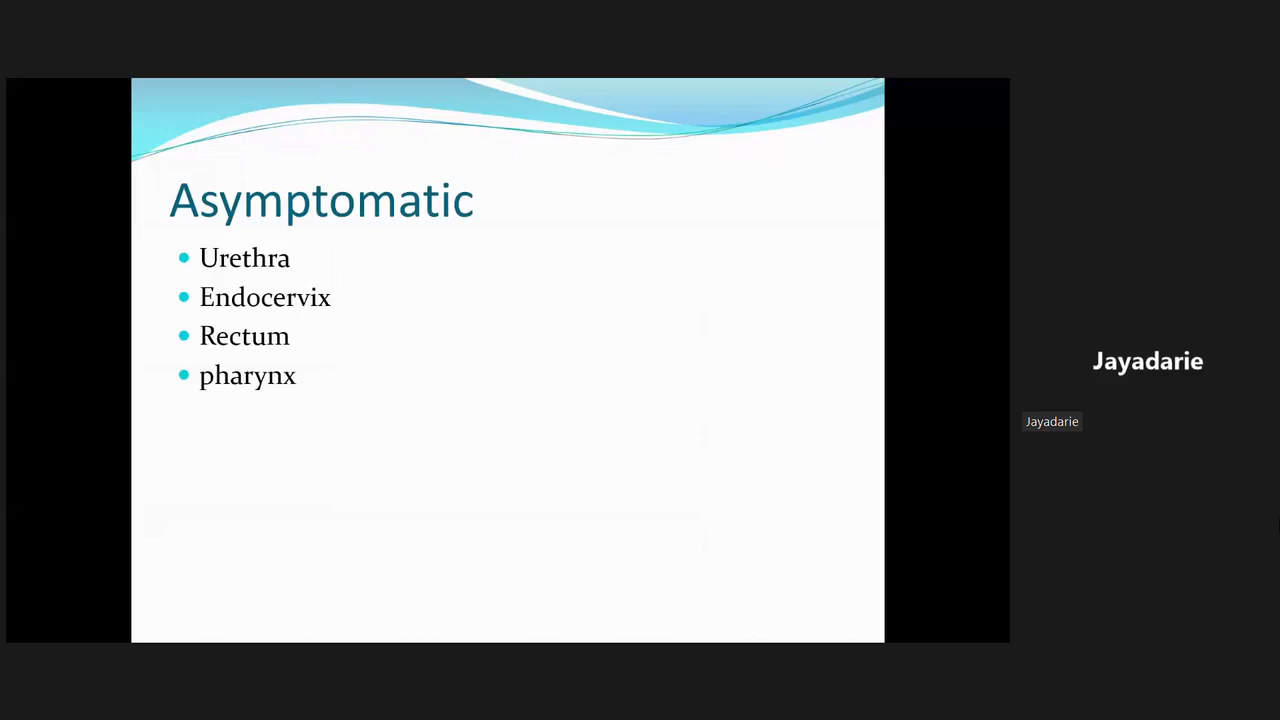 Asymptomatic
Urethra
Endocervix
Rectum
pharynx
Jayadarie
Jayadarie